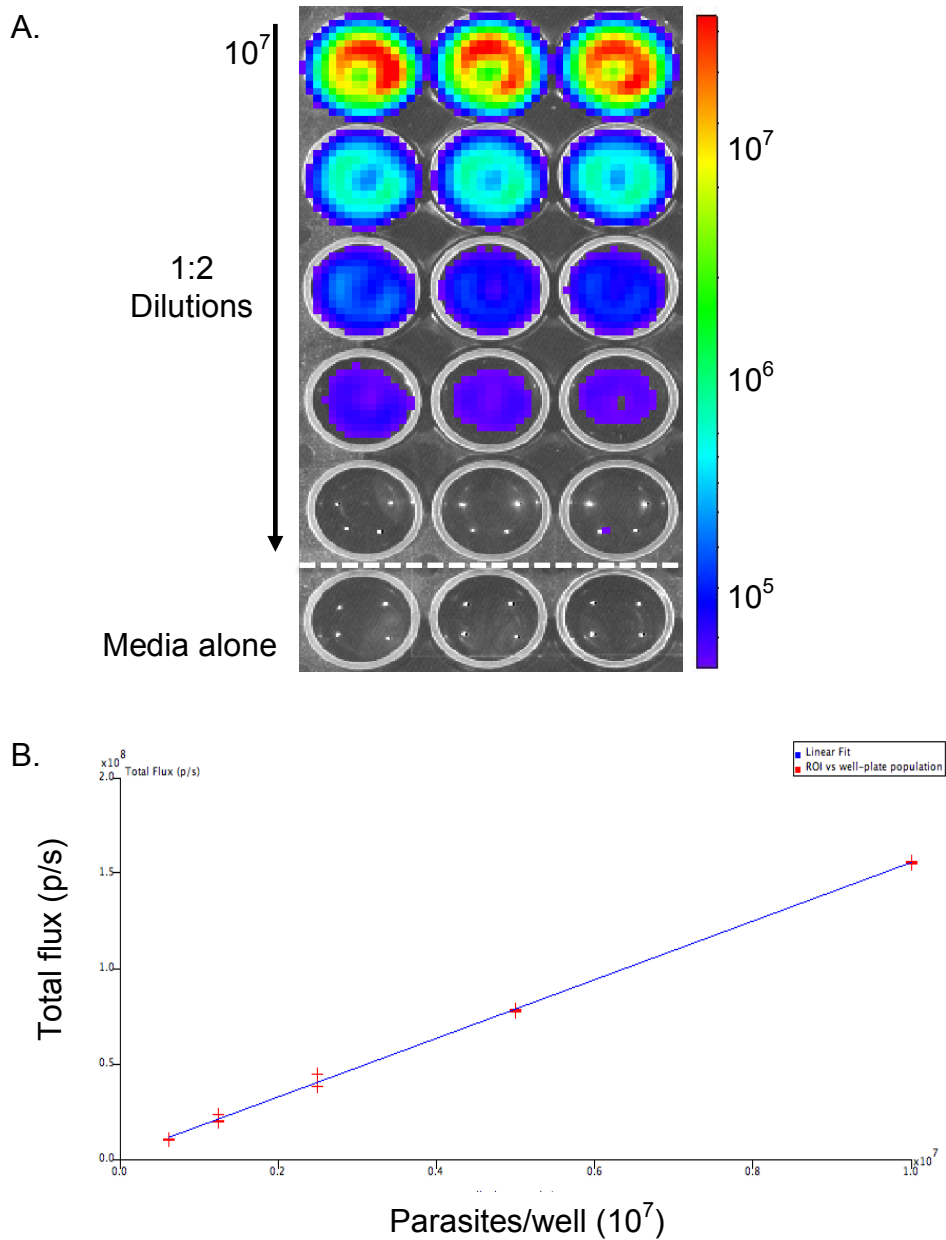 A.
10⁷
1:2
Dilutions
Media alone
10⁷
10⁶
10⁵
B.
×10⁸
Total Flux (p/s)
Linear Fit
ROI vs well-plate population
2.0
1.5
1.0
0.5
0.0
Total flux (p/s)
0.0 0.2 0.4 0.6 0.8 1.0
×10⁷
Parasites/well (10⁷)